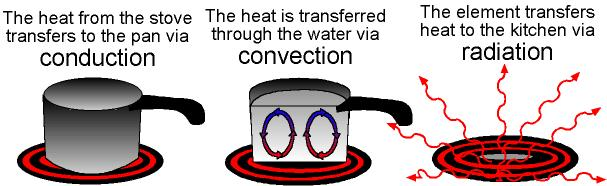 The heat from the stove
transfers to the pan via
conduction
The heat is transferred
through the water via
convection
The element transfers
heat to the kitchen via
radiation